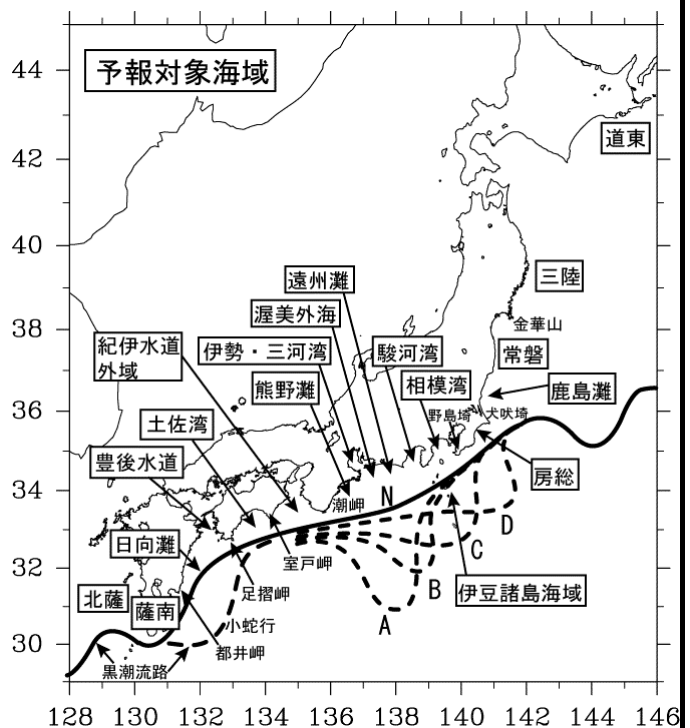 44
予報対象海域
道東
42
40
遠州灘
三陸
渥美外海
38
金華山
紀伊水道
外域
伊勢・三河湾
駿河湾
常磐
熊野灘
相模湾
鹿島灘
36
土佐湾
野島埼
犬吠埼
豊後水道
房総
34
潮岬
N
D
日向灘
室戸岬
C
32
足摺岬
B
伊豆諸島海域
北薩
薩南
A
小蛇行
30
都井岬
黒潮流路
128 130 132 134 136 138 140 142 144 146